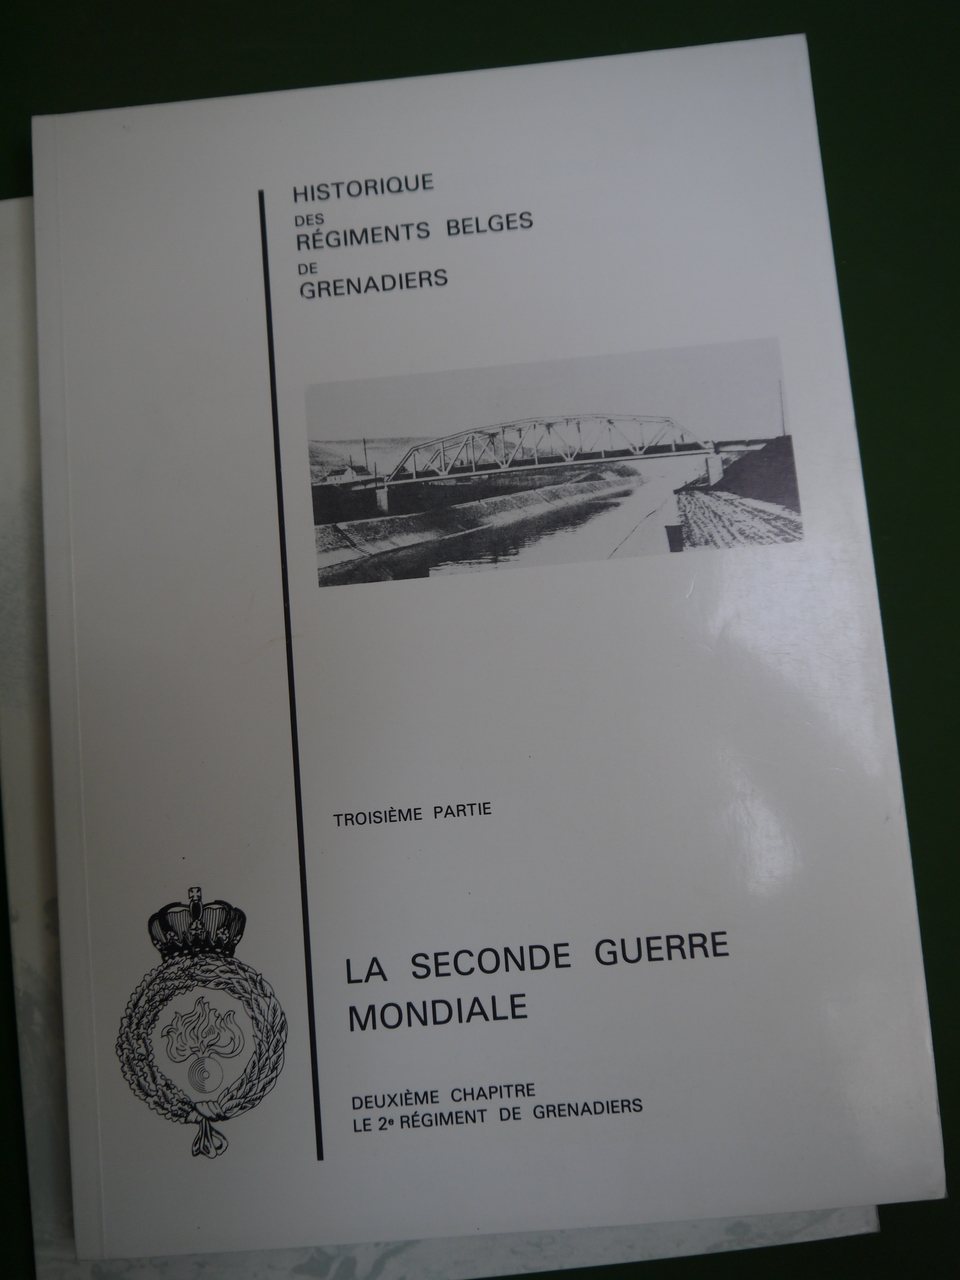 HISTORIQUE
DES
RÉGIMENTS BELGES
DE
GRENADIERS
TROISIÈME PARTIE
LA SECONDE GUERRE
MONDIALE
DEUXIÈME CHAPITRE
LE 2e RÉGIMENT DE GRENADIERS